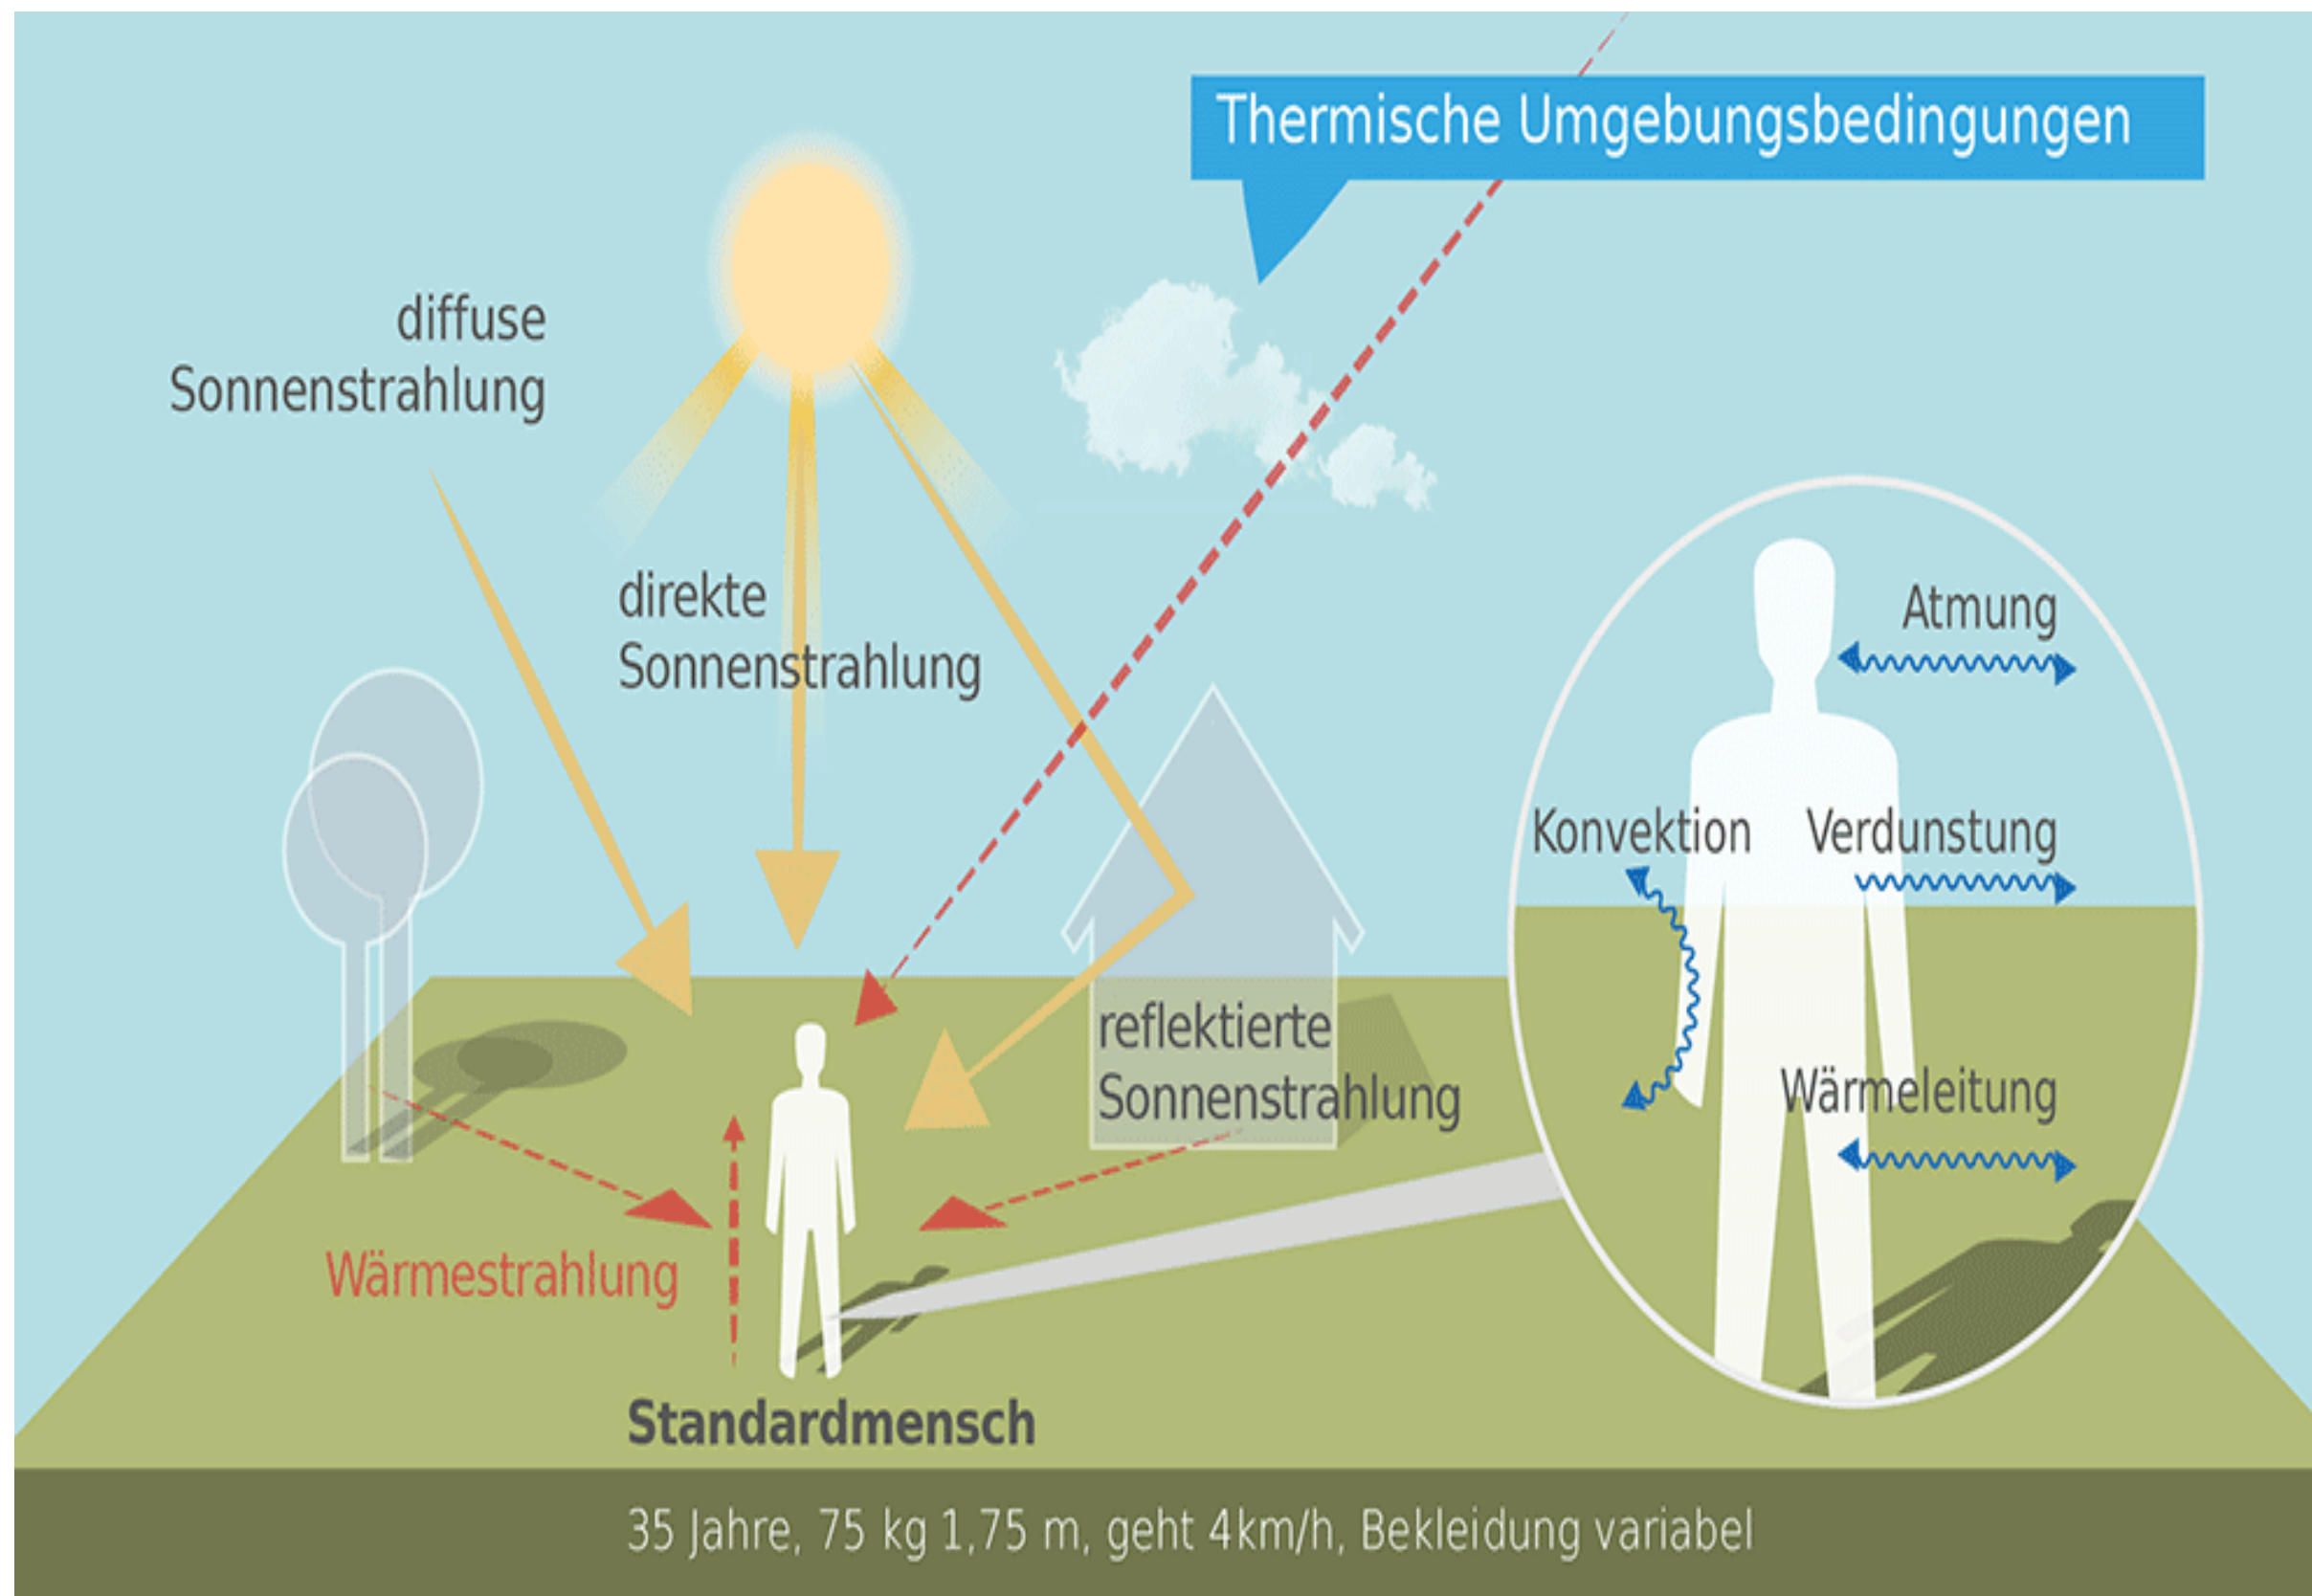 Thermische Umgebungsbedingungen
diffuse
Sonnenstrahlung
direkte
Sonnenstrahlung
Atmung
Konvektion
Verdunstung
reflektierte
Sonnenstrahlung
Wärmeleitung
Wärmestrahlung
Standardmensch
35 Jahre, 75 kg 1,75 m, geht 4km/h, Bekleidung variabel